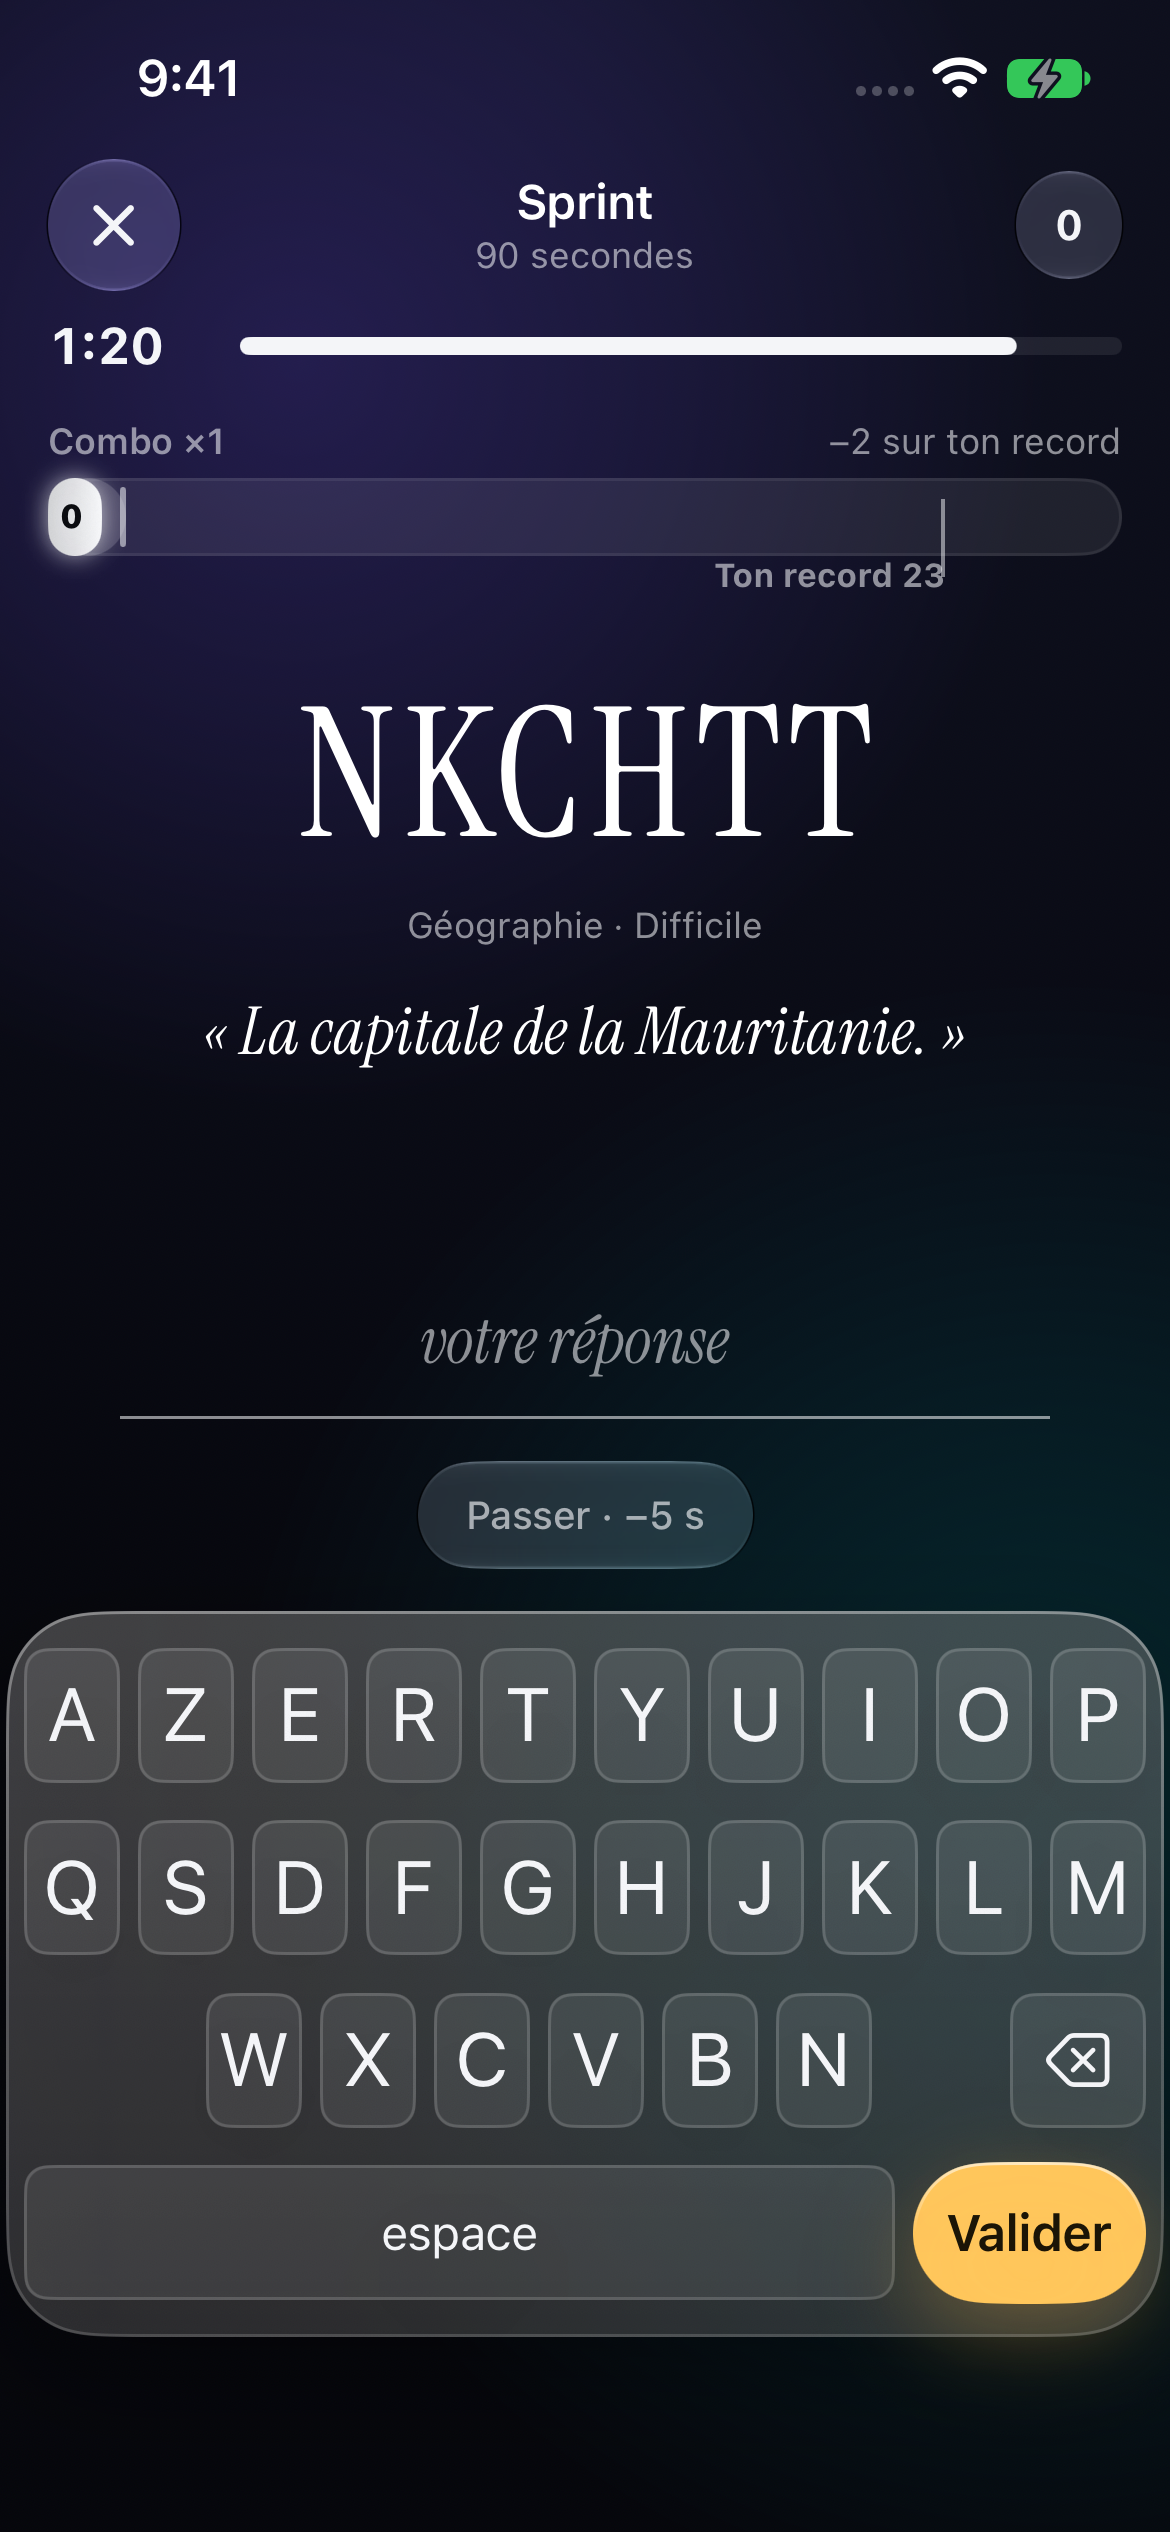 9:41
Sprint
90 secondes
0
1:20
Combo ×1
−2 sur ton record
0
Ton record 23
NKCHTT
Géographie · Difficile
« La capitale de la Mauritanie. »
votre réponse
Passer · −5 s
A Z E R T Y U I O P
Q S D F G H J K L M
W X C V B N
espace
Valider